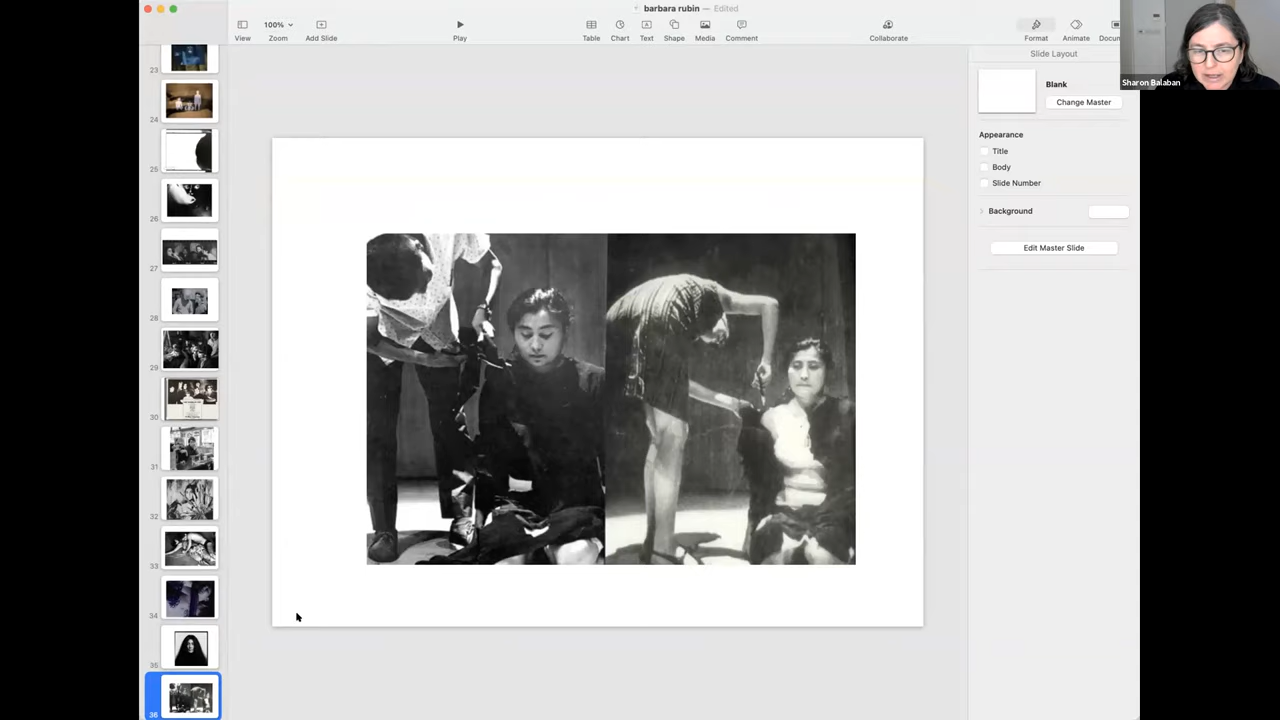 barbara rubin — Edited
100%
View
Zoom
Add Slide
Play
Table
Chart
Text
Shape
Media
Comment
Collaborate
Format
Animate
Docum
Sharon Balaban
Slide Layout
Blank
Change Master
Appearance
Title
Body
Slide Number
Background
Edit Master Slide
23
24
25
26
27
28
29
30
31
32
33
34
35
36